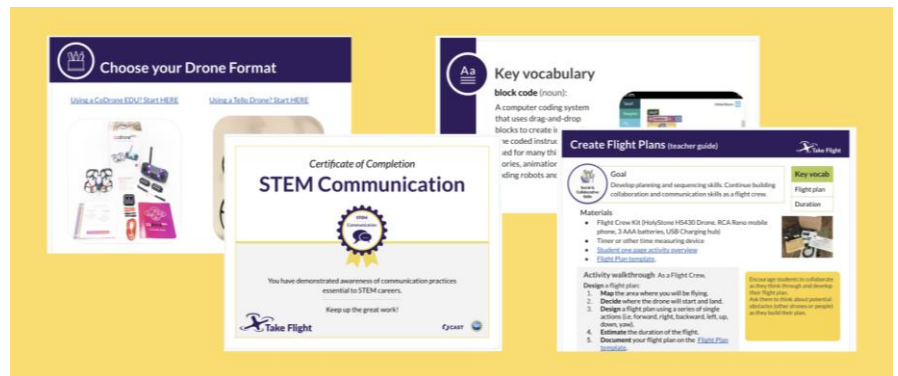 Choose your Drone Format
Using a CoDrone EDU? Start HERE
Using a Tello Drone? Start HERE
Aa
Key vocabulary
block code (noun):
A computer coding system
that uses drag-and-drop
blocks to create
coded instruc
for many thi
animation
robots and
Certificate of Completion
STEM Communication
STEM
Communication
You have demonstrated awareness of communication practices
essential to STEM careers.
Keep up the great work!
Take Flight
CAST
Create Flight Plans (teacher guide)
Take Flight
Social &
Collaborative
Skills
Goal
Develop planning and sequencing skills. Continue building
collaboration and communication skills as a flight crew.
Key vocab
Flight plan
Duration
Materials
• Flight Crew Kit (HolyStone HS430 Drone, RCA Reno mobile
phone, 3 AAA batteries, USB Charging hub)
• Timer or other time measuring device
• Student one page activity overview
• Flight Plan template.
Activity walkthrough As a Flight Crew,
Design a flight plan:
1. Map the area where you will be flying.
2. Decide where the drone will start and land.
3. Design a flight plan using a series of single
actions (i.e. forward, right, backward, left, up,
down, yaw).
4. Estimate the duration of the flight.
5. Document your flight plan on the Flight Plan
template.
Encourage students to collaborate
as they think through and develop
their flight plan.
Ask them to think about potential
obstacles (other drones or people)
as they build their plan.